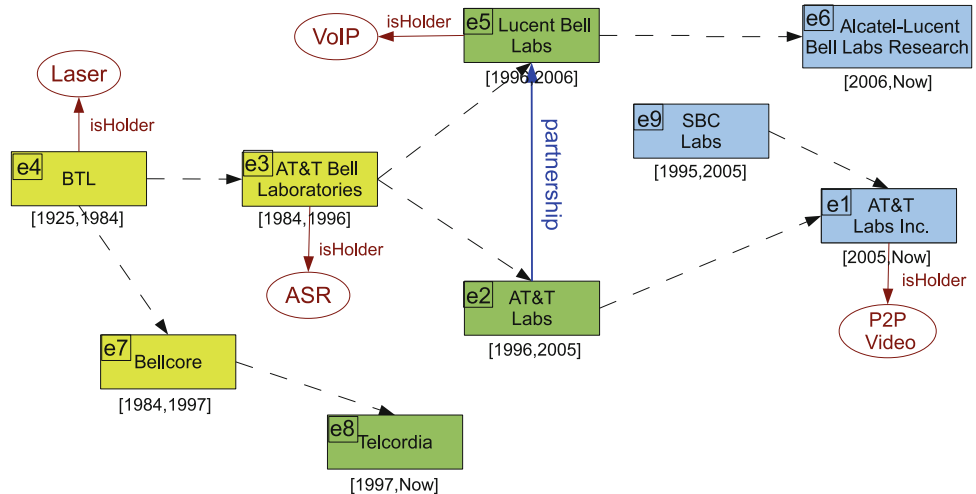 VoIP
isHolder
e5
Lucent Bell
Labs
[1996,2006]
e6
Alcatel-Lucent
Bell Labs Research
[2006,Now]
Laser
isHolder
e4
BTL
[1925,1984]
e3
AT&T Bell
Laboratories
[1984,1996]
isHolder
ASR
partnership
e9
SBC
Labs
[1995,2005]
e1
AT&T
Labs Inc.
[2005,Now]
isHolder
P2P
Video
e2
AT&T
Labs
[1996,2005]
e7
Bellcore
[1984,1997]
e8
Telcordia
[1997,Now]